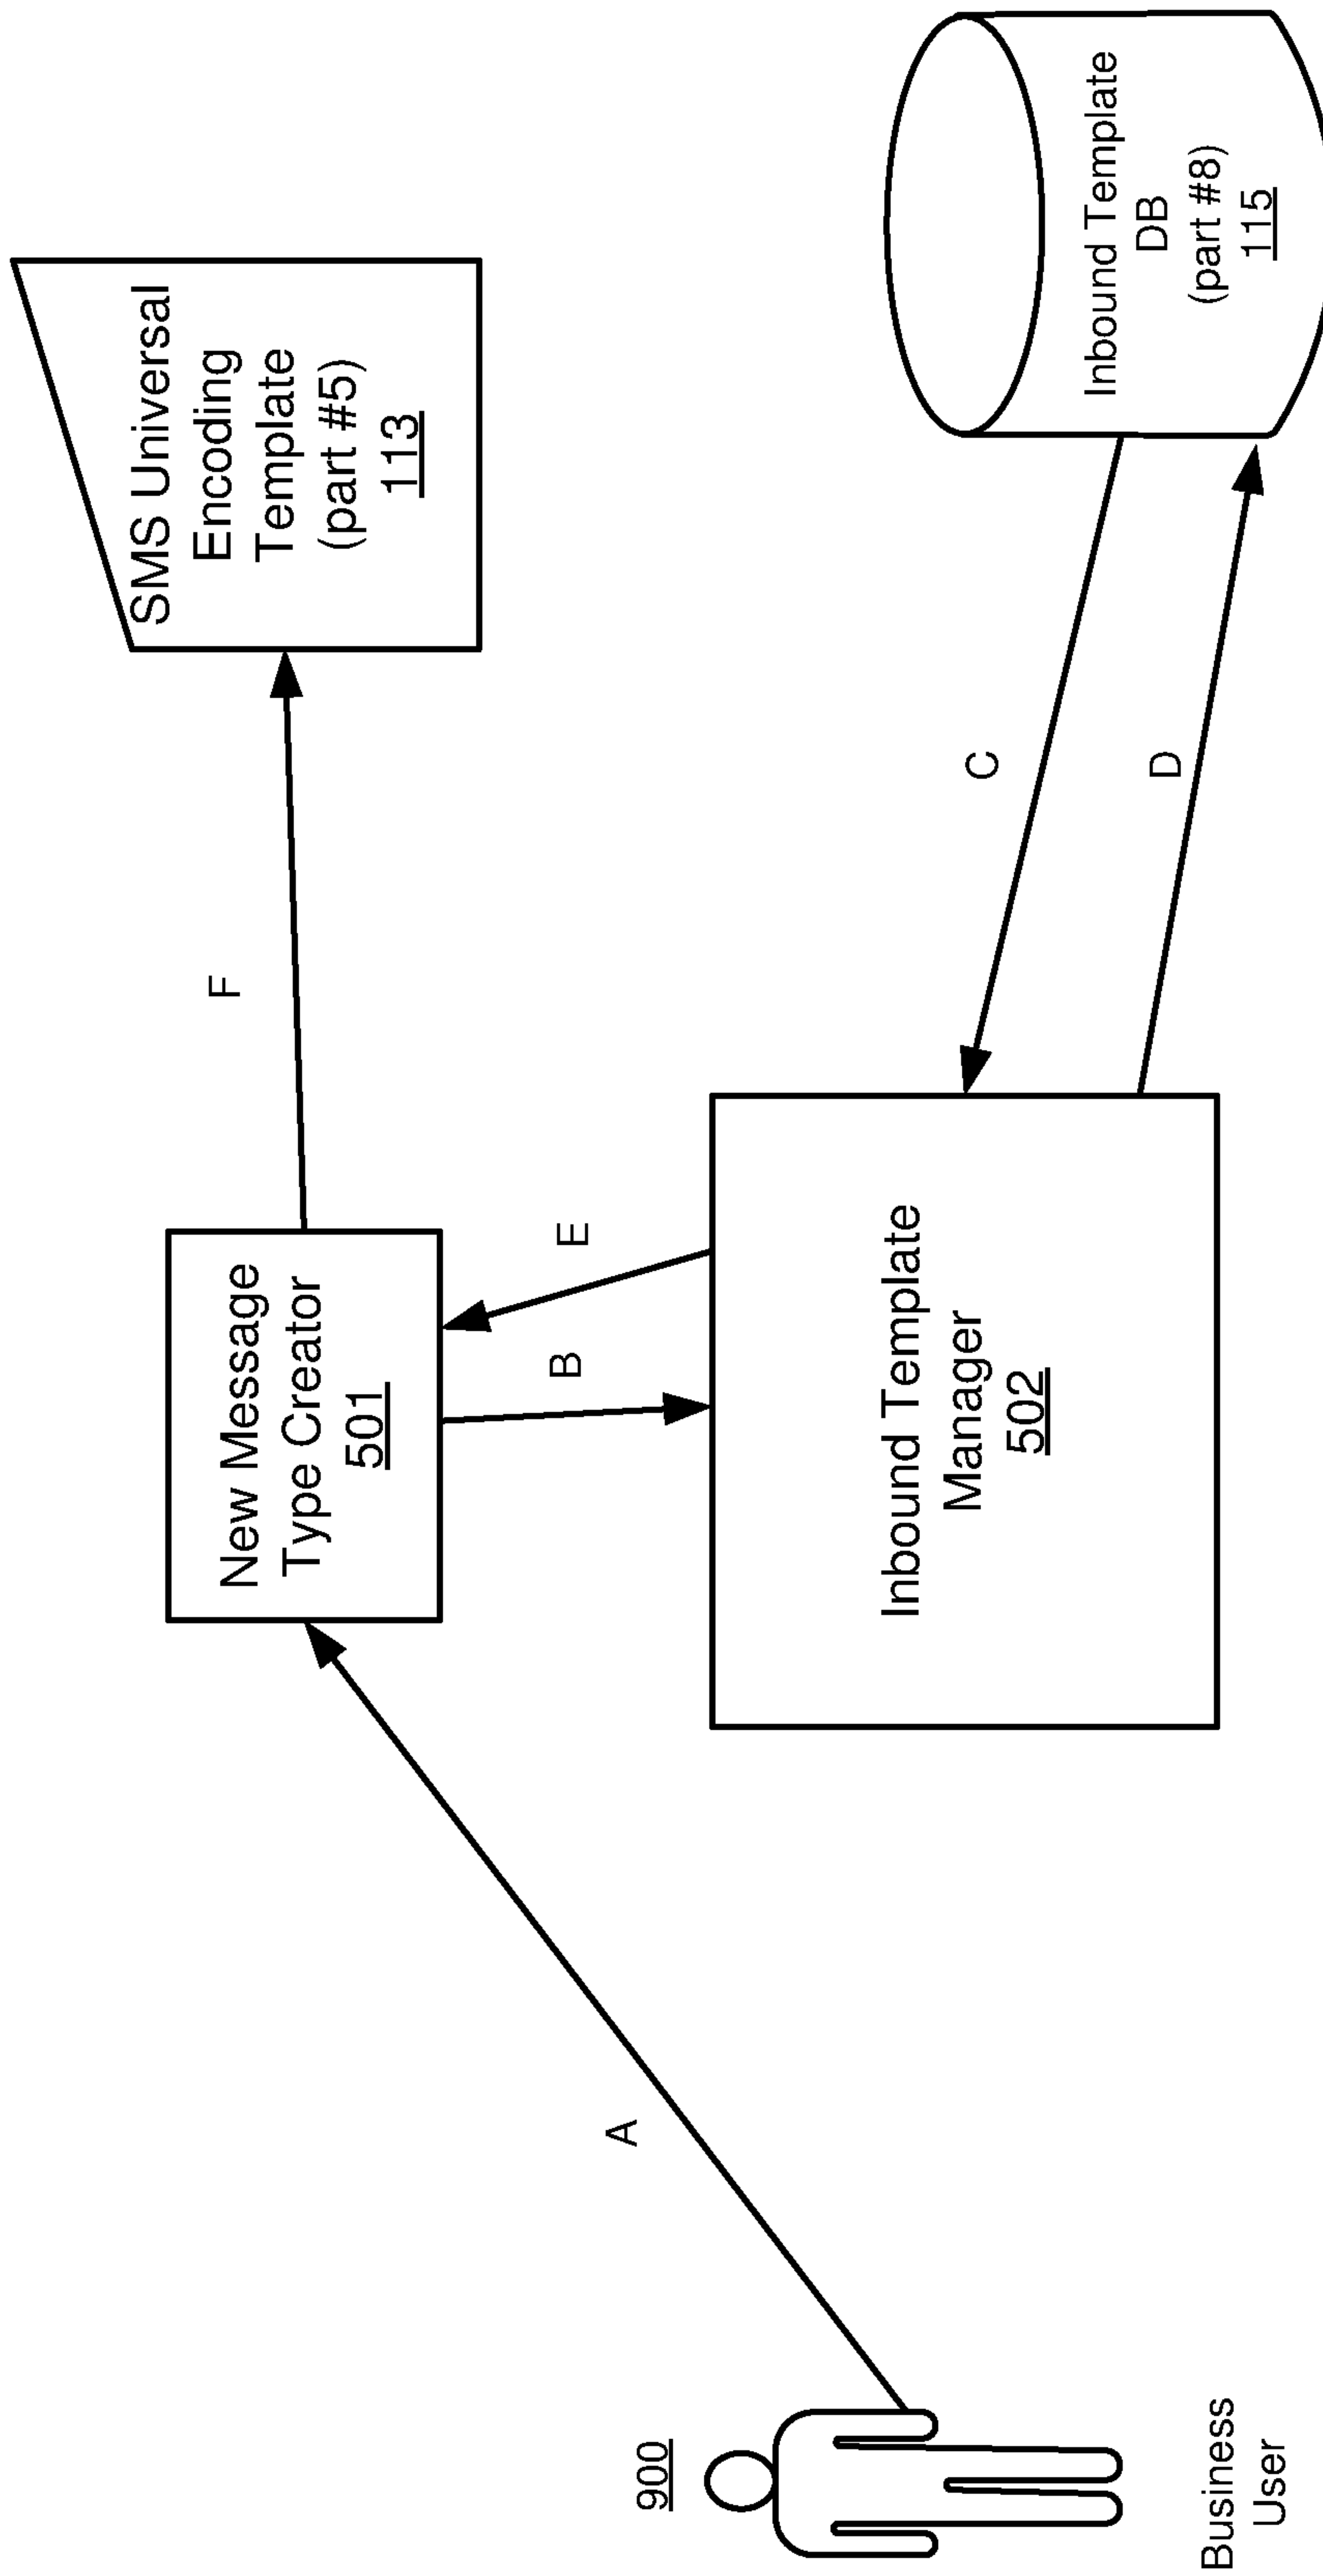 900
Business
User
A
New Message
Type Creator
501
B
E
Inbound Template
Manager
502
F
C
D
SMS Universal
Encoding
Template
(part #5)
113
Inbound Template
DB
(part #8)
115